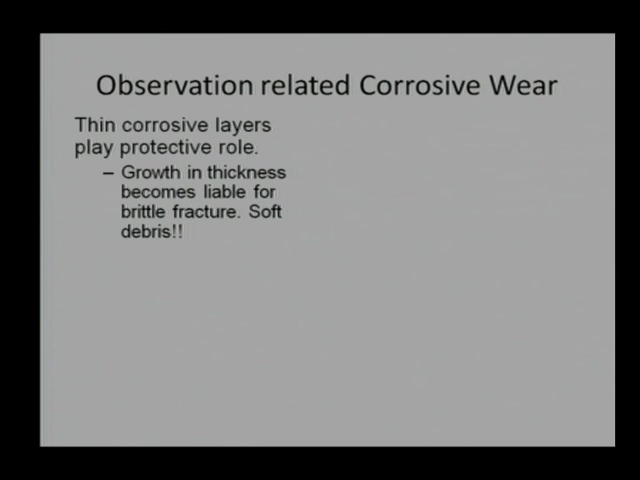 Observation related Corrosive Wear
Thin corrosive layers
play protective role.
– Growth in thickness
becomes liable for
brittle fracture. Soft
debris!!